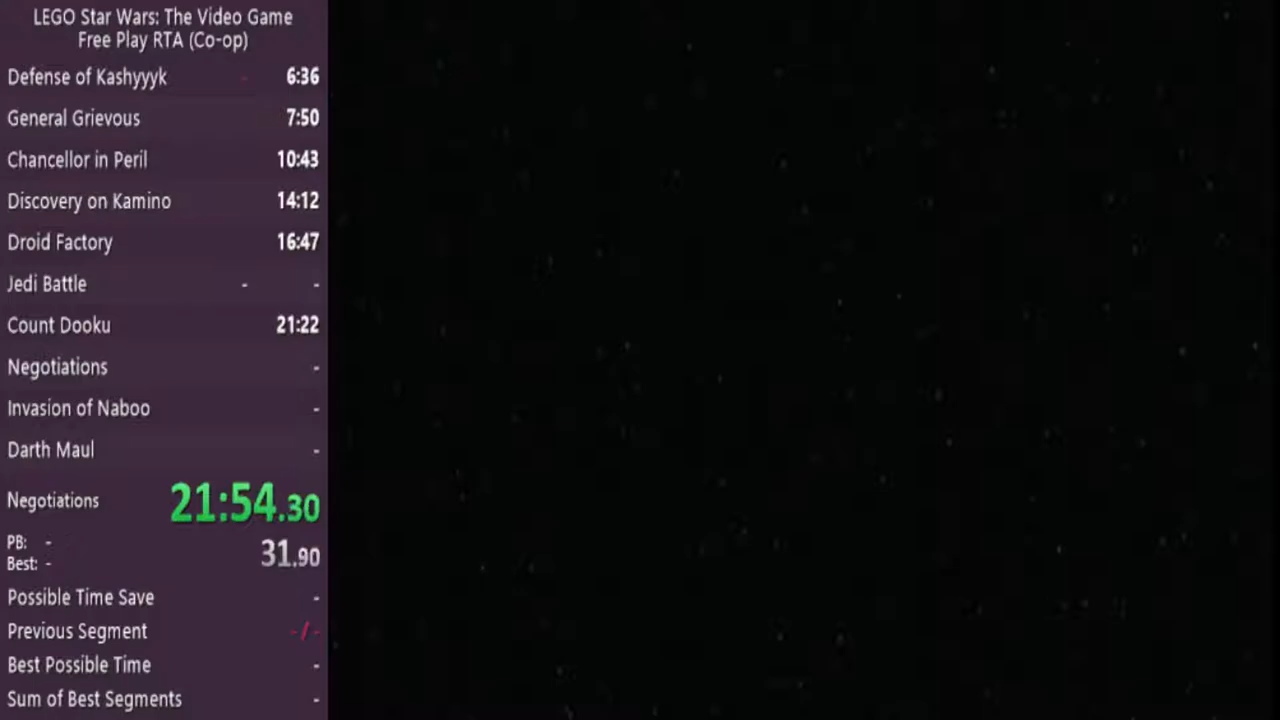 LEGO Star Wars: The Video Game
Free Play RTA (Co-op)
Defense of Kashyyyk - 6:36
General Grievous 7:50
Chancellor in Peril 10:43
Discovery on Kamino 14:12
Droid Factory 16:47
Jedi Battle - -
Count Dooku 21:22
Negotiations -
Invasion of Naboo -
Darth Maul -
Negotiations 21:54.30
PB: - 31.90
Best: -
Possible Time Save -
Previous Segment - / -
Best Possible Time -
Sum of Best Segments -